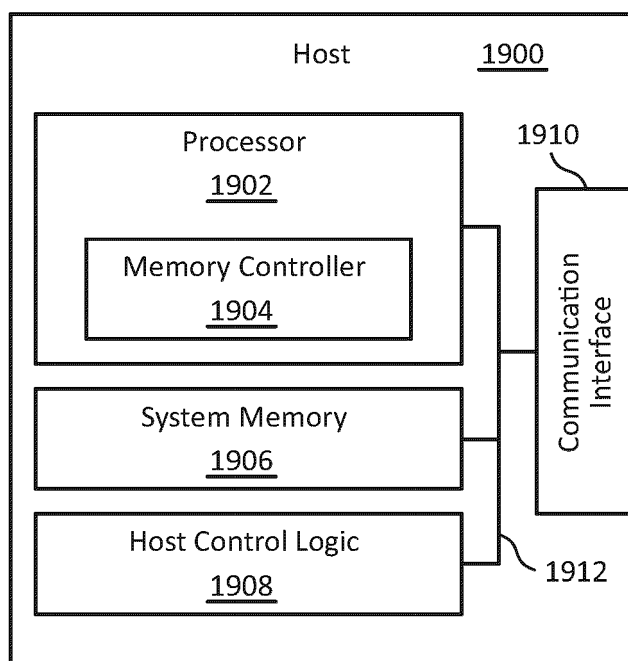 Host 1900
Processor
1902
Memory Controller
1904
System Memory
1906
Host Control Logic
1908
1910
Communication
Interface
1912